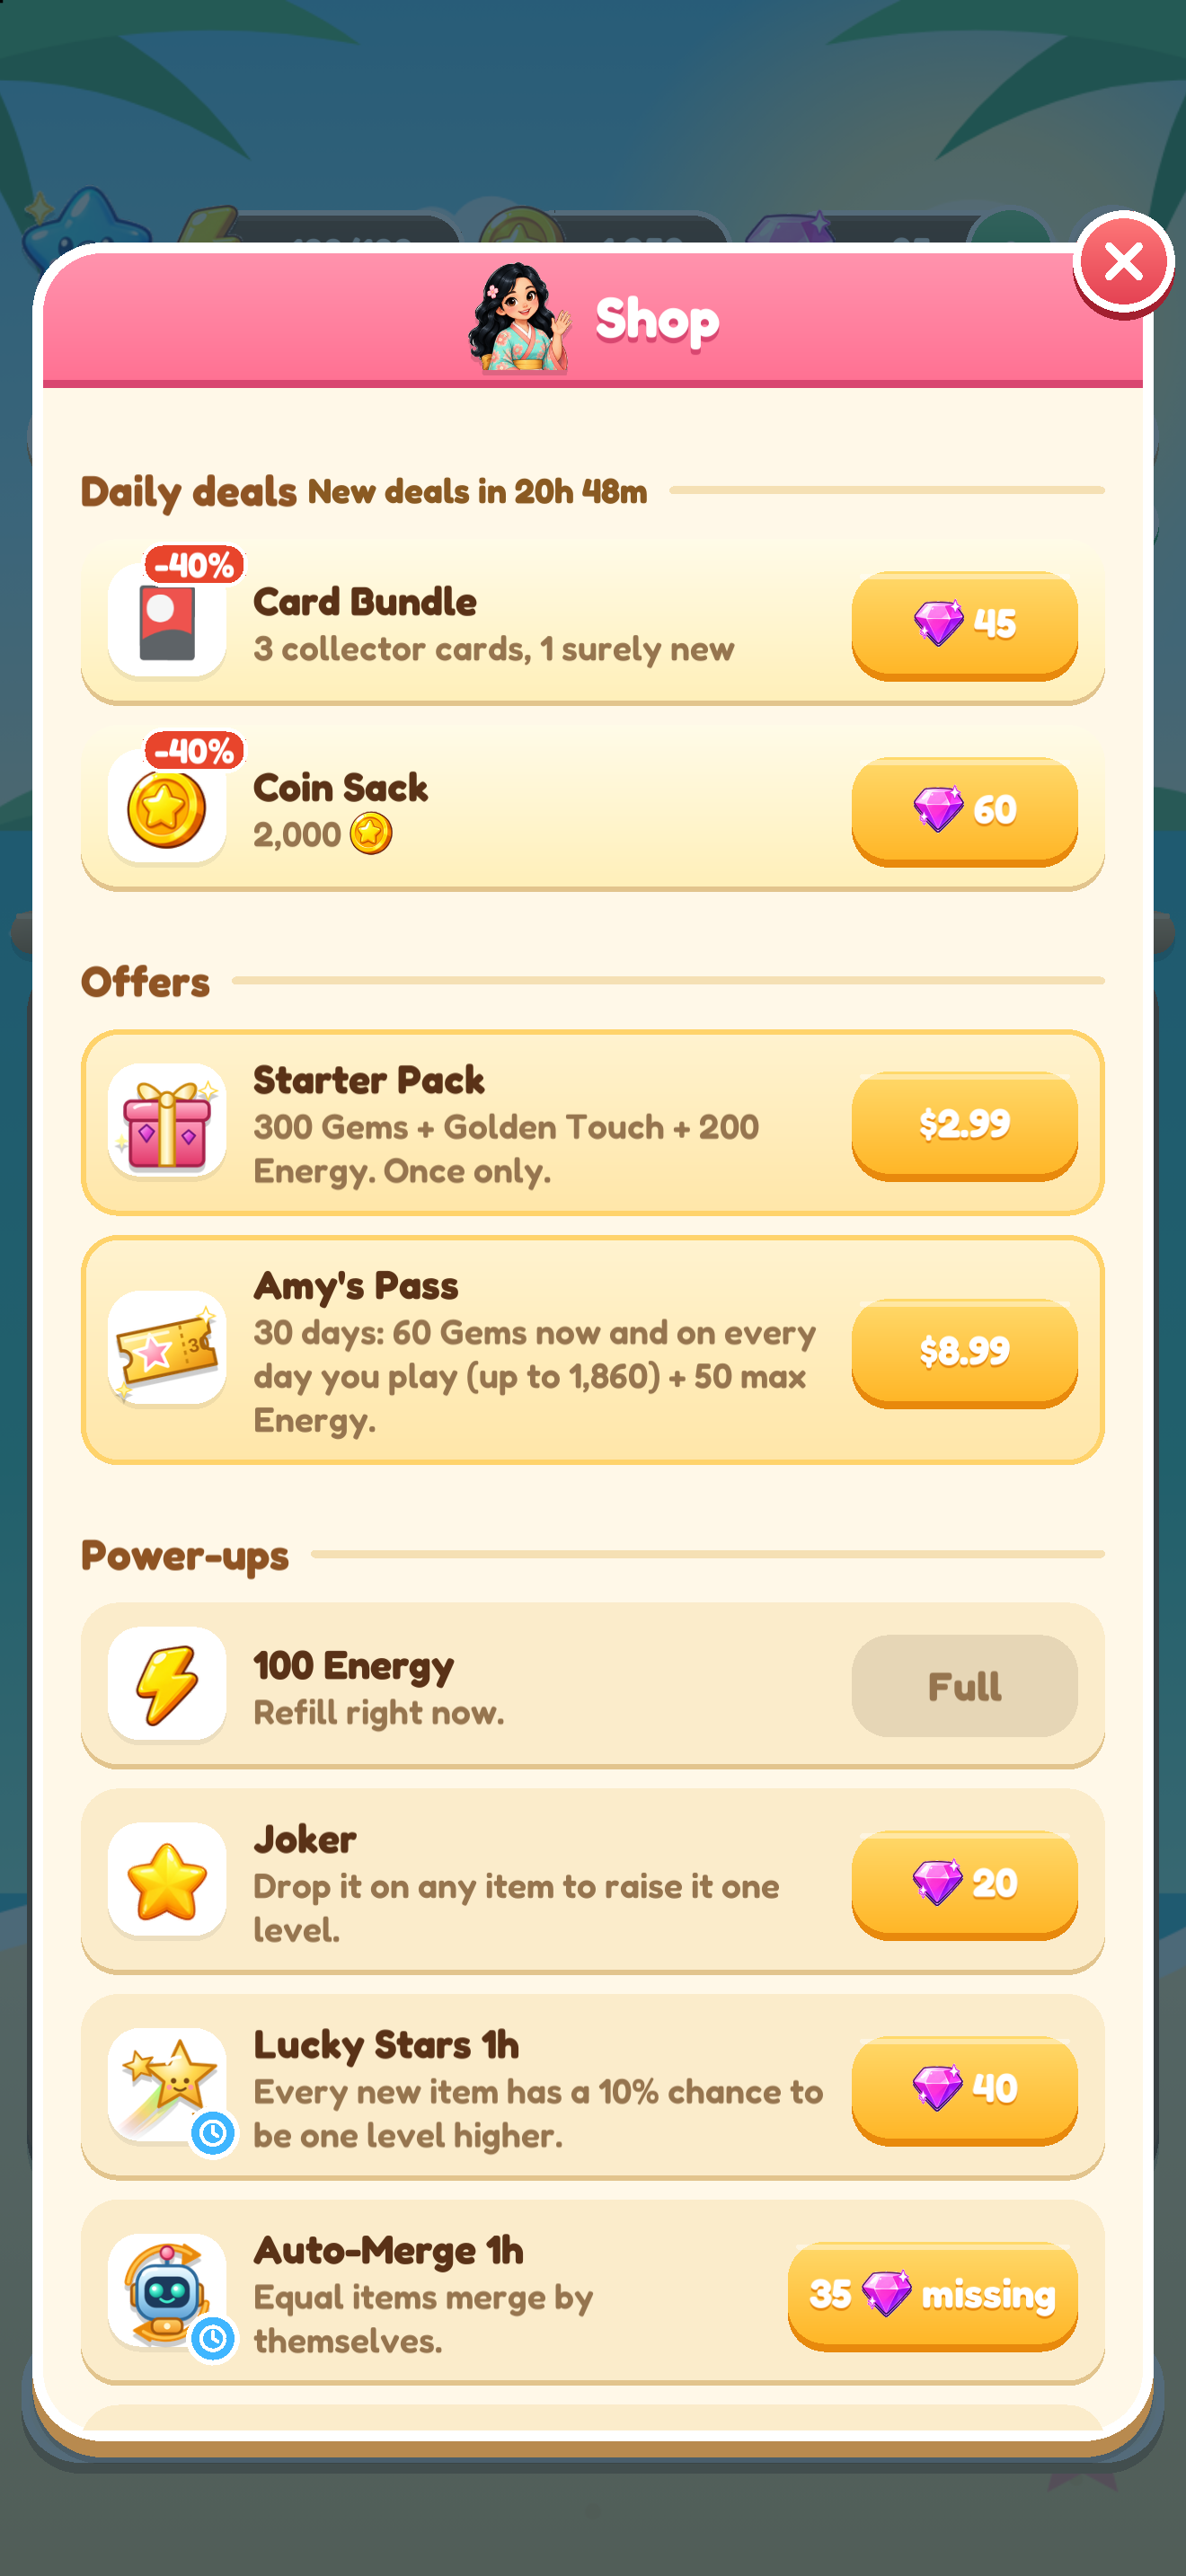 Shop
Daily deals New deals in 20h 48m
-40%
Card Bundle
3 collector cards, 1 surely new
45
-40%
Coin Sack
2,000
60
Offers
Starter Pack
300 Gems + Golden Touch + 200
Energy. Once only.
$2.99
Amy's Pass
30 days: 60 Gems now and on every
day you play (up to 1,860) + 50 max
Energy.
$8.99
30
Power-ups
100 Energy
Refill right now.
Full
Joker
Drop it on any item to raise it one
level.
20
Lucky Stars 1h
Every new item has a 10% chance to
be one level higher.
40
Auto-Merge 1h
Equal items merge by
themselves.
35 missing